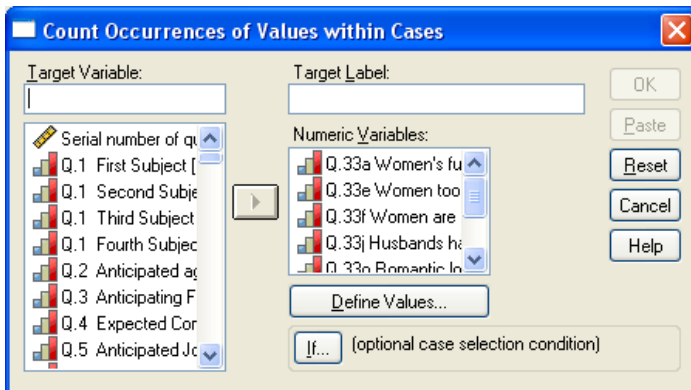 Count Occurrences of Values within Cases
Target Variable:
Target Label:
Serial number of qu
Q.1 First Subject [
Q.1 Second Subje
Q.1 Third Subject
Q.1 Fourth Subjec
Q.2 Anticipated ag
Q.3 Anticipating F
Q.4 Expected Cor
Q.5 Anticipated Jo
Numeric Variables:
Q.33a Women's fu
Q.33e Women too
Q.33f Women are
Q.33j Husbands ha
Q.33o Romantic lo
Define Values...
If... (optional case selection condition)
OK
Paste
Reset
Cancel
Help